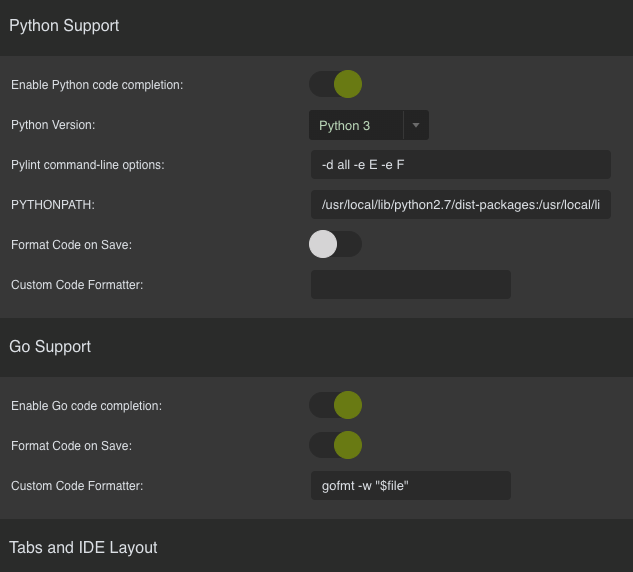 Python Support
Enable Python code completion:
Python Version: Python 3
Pylint command-line options: -d all -e E -e F
PYTHONPATH: /usr/local/lib/python2.7/dist-packages:/usr/local/li
Format Code on Save:
Custom Code Formatter:
Go Support
Enable Go code completion:
Format Code on Save:
Custom Code Formatter: gofmt -w "$file"
Tabs and IDE Layout